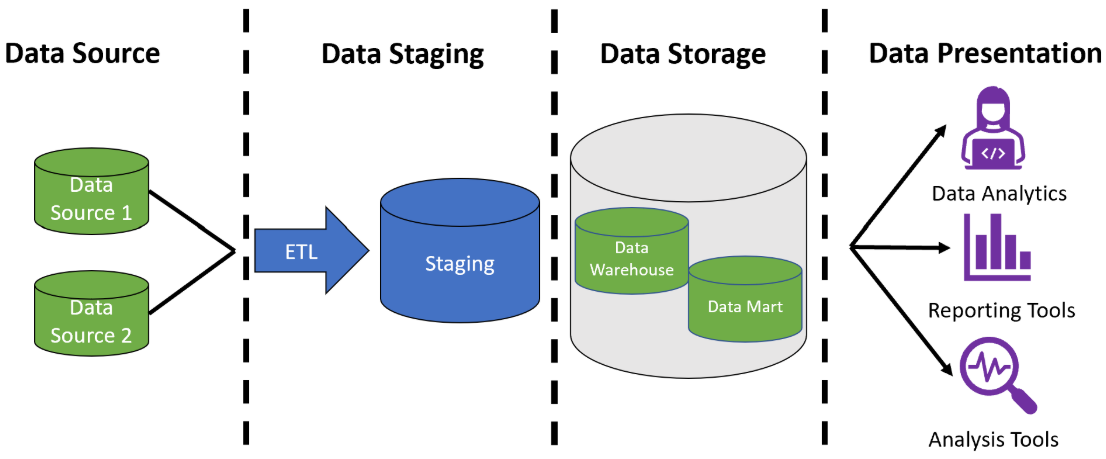 Data Source
Data Staging
Data Storage
Data Presentation
Data
Source 1
Data
Source 2
ETL
Staging
Data
Warehouse
Data Mart
</>
Data Analytics
Reporting Tools
Analysis Tools